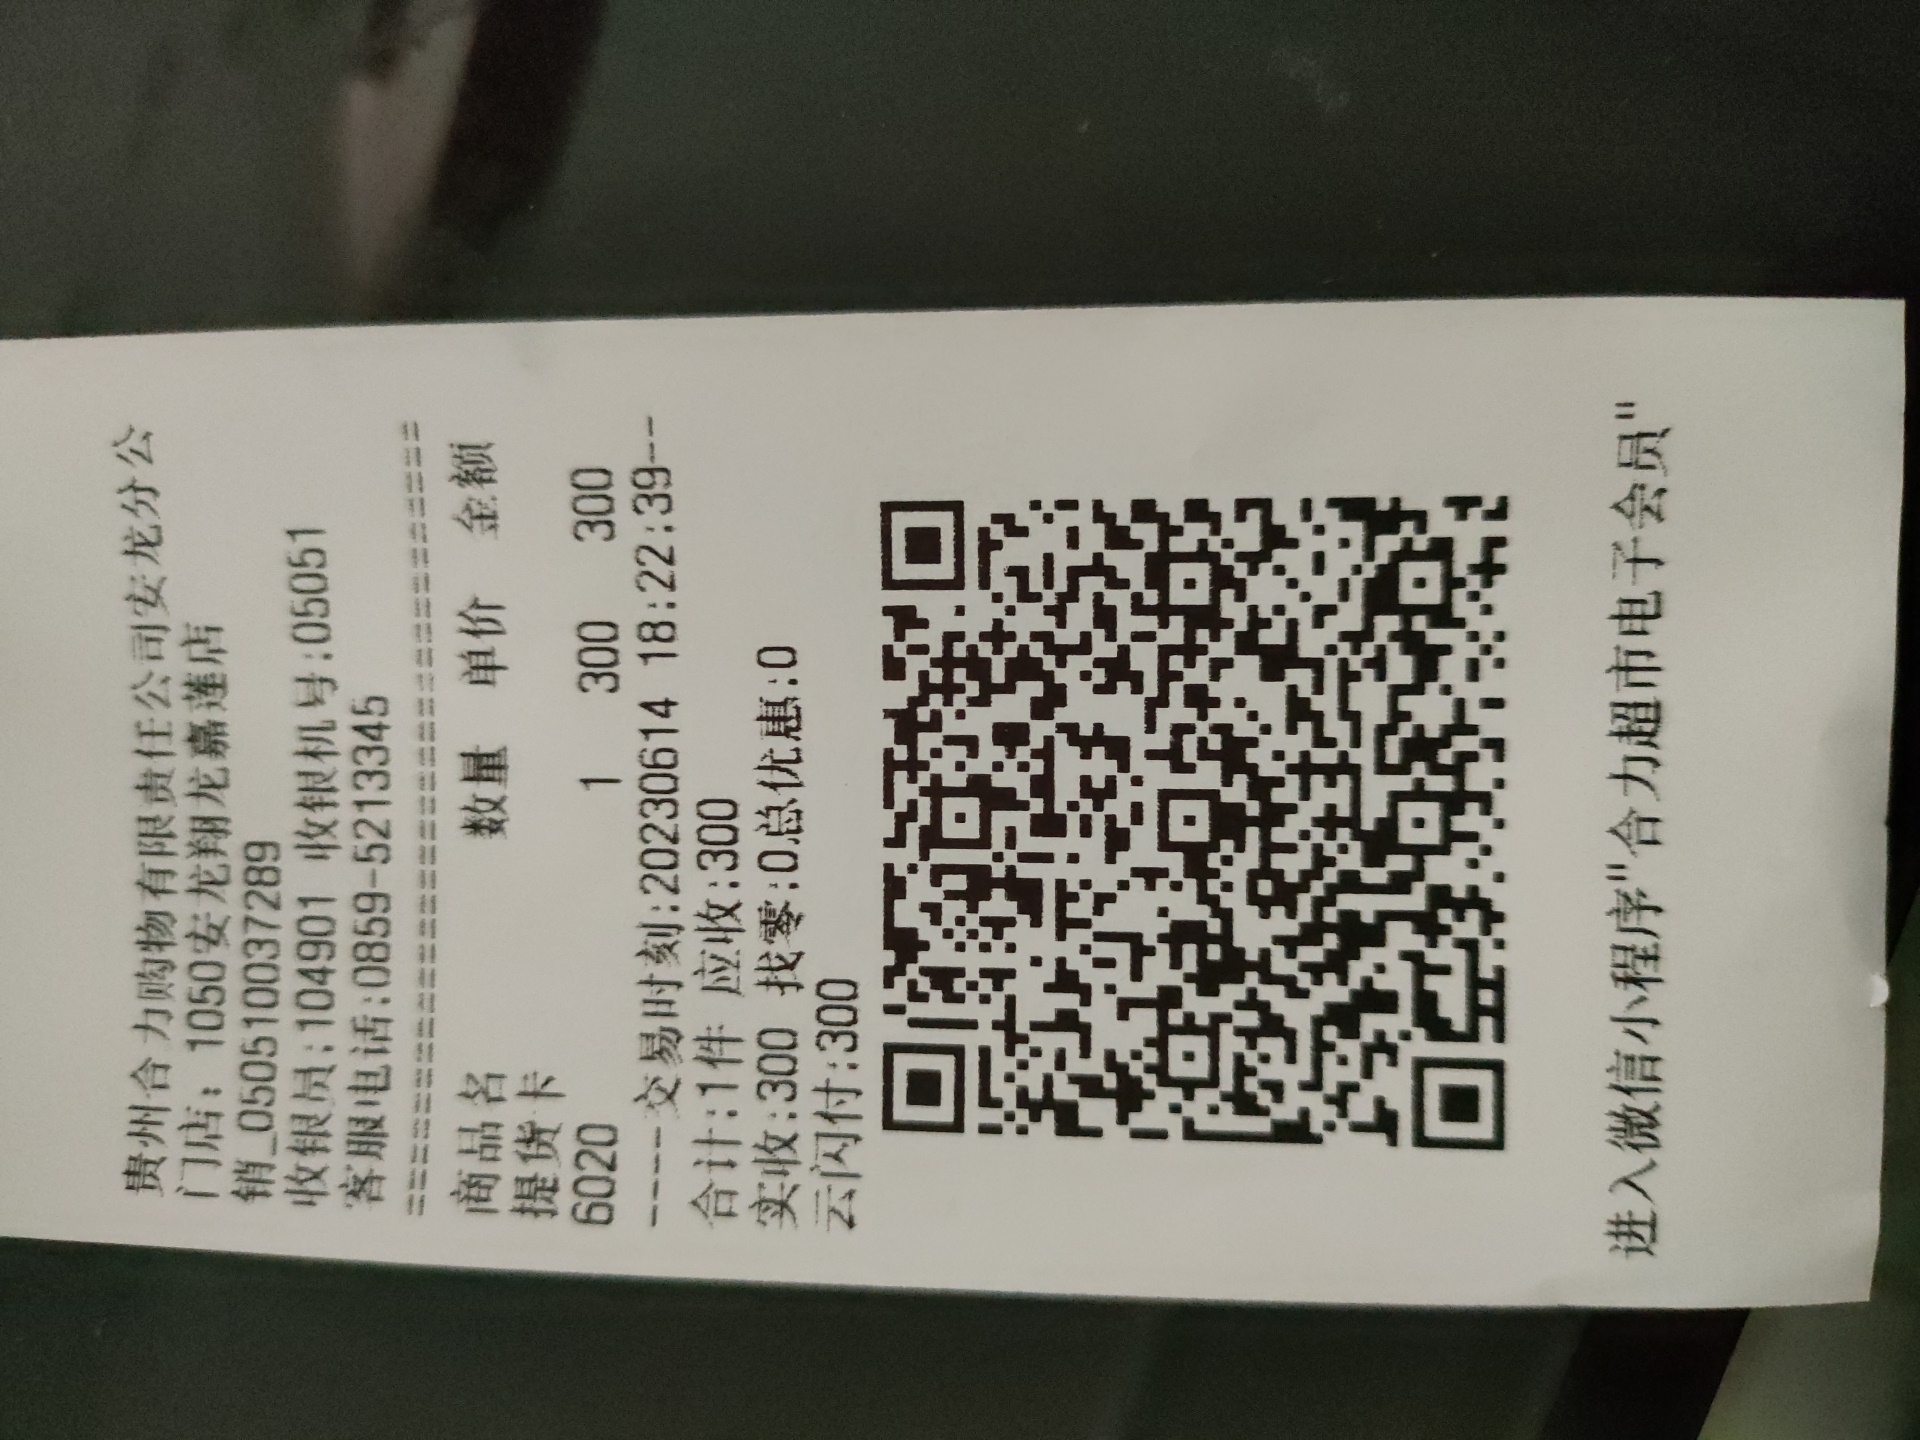 贵州合力购物有限责任公司安龙分公
门店: 1050安龙翔龙嘉莲店
销_0505100037289
收银员:104901 收银机号:05051
客服电话:0859-5213345
================================
商品名 数量 单价 金额
提货卡
6020 1 300 300
----交易时刻:20230614 18:22:39--
合计:1件 应收:300
实收:300 找零:0总优惠:0
云闪付:300
进入微信小程序"合力超市电子会员"